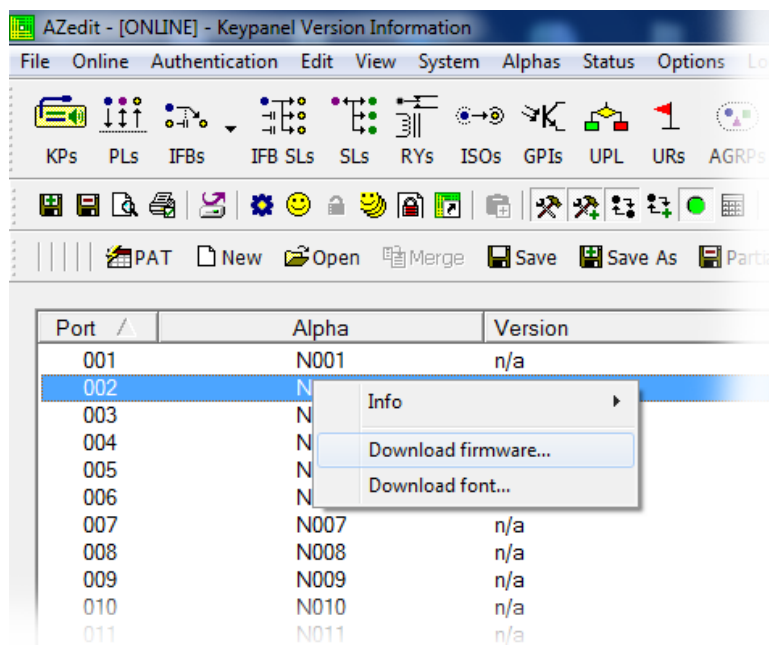 AZedit - [ONLINE] - Keypanel Version Information
File Online Authentication Edit View System Alphas Status Options Lo
KPs PLs IFBs IFB SLs SLs RYs ISOs GPIs UPL URs AGRPs
PAT New Open Merge Save Save As Parti
Port Alpha Version
001 N001 n/a
002 N
Info
003 N
004 N
Download firmware...
005 N
Download font...
006 N
007 N007 n/a
008 N008 n/a
009 N009 n/a
010 N010 n/a
011 N011 n/a